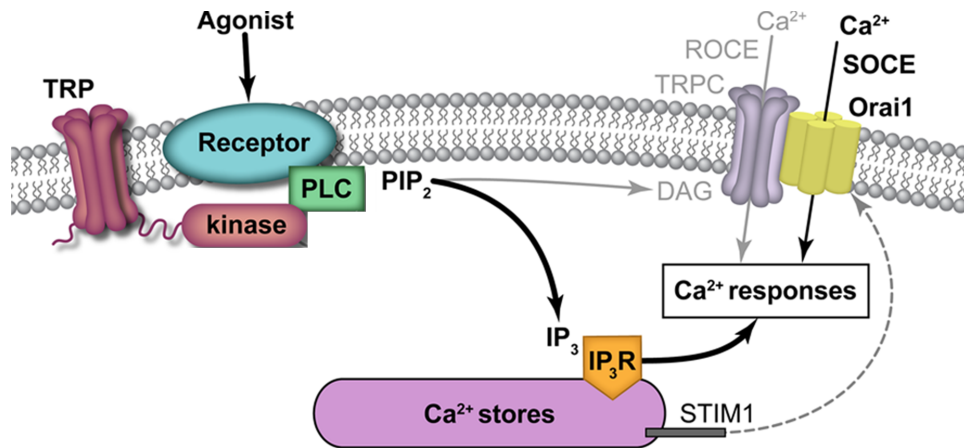 Agonist
Ca²⁺
Ca²⁺
ROCE
SOCE
TRP
TRPC
Orai1
Receptor
PLC
PIP₂
DAG
kinase
Ca²⁺ responses
IP₃
IP₃R
Ca²⁺ stores
STIM1